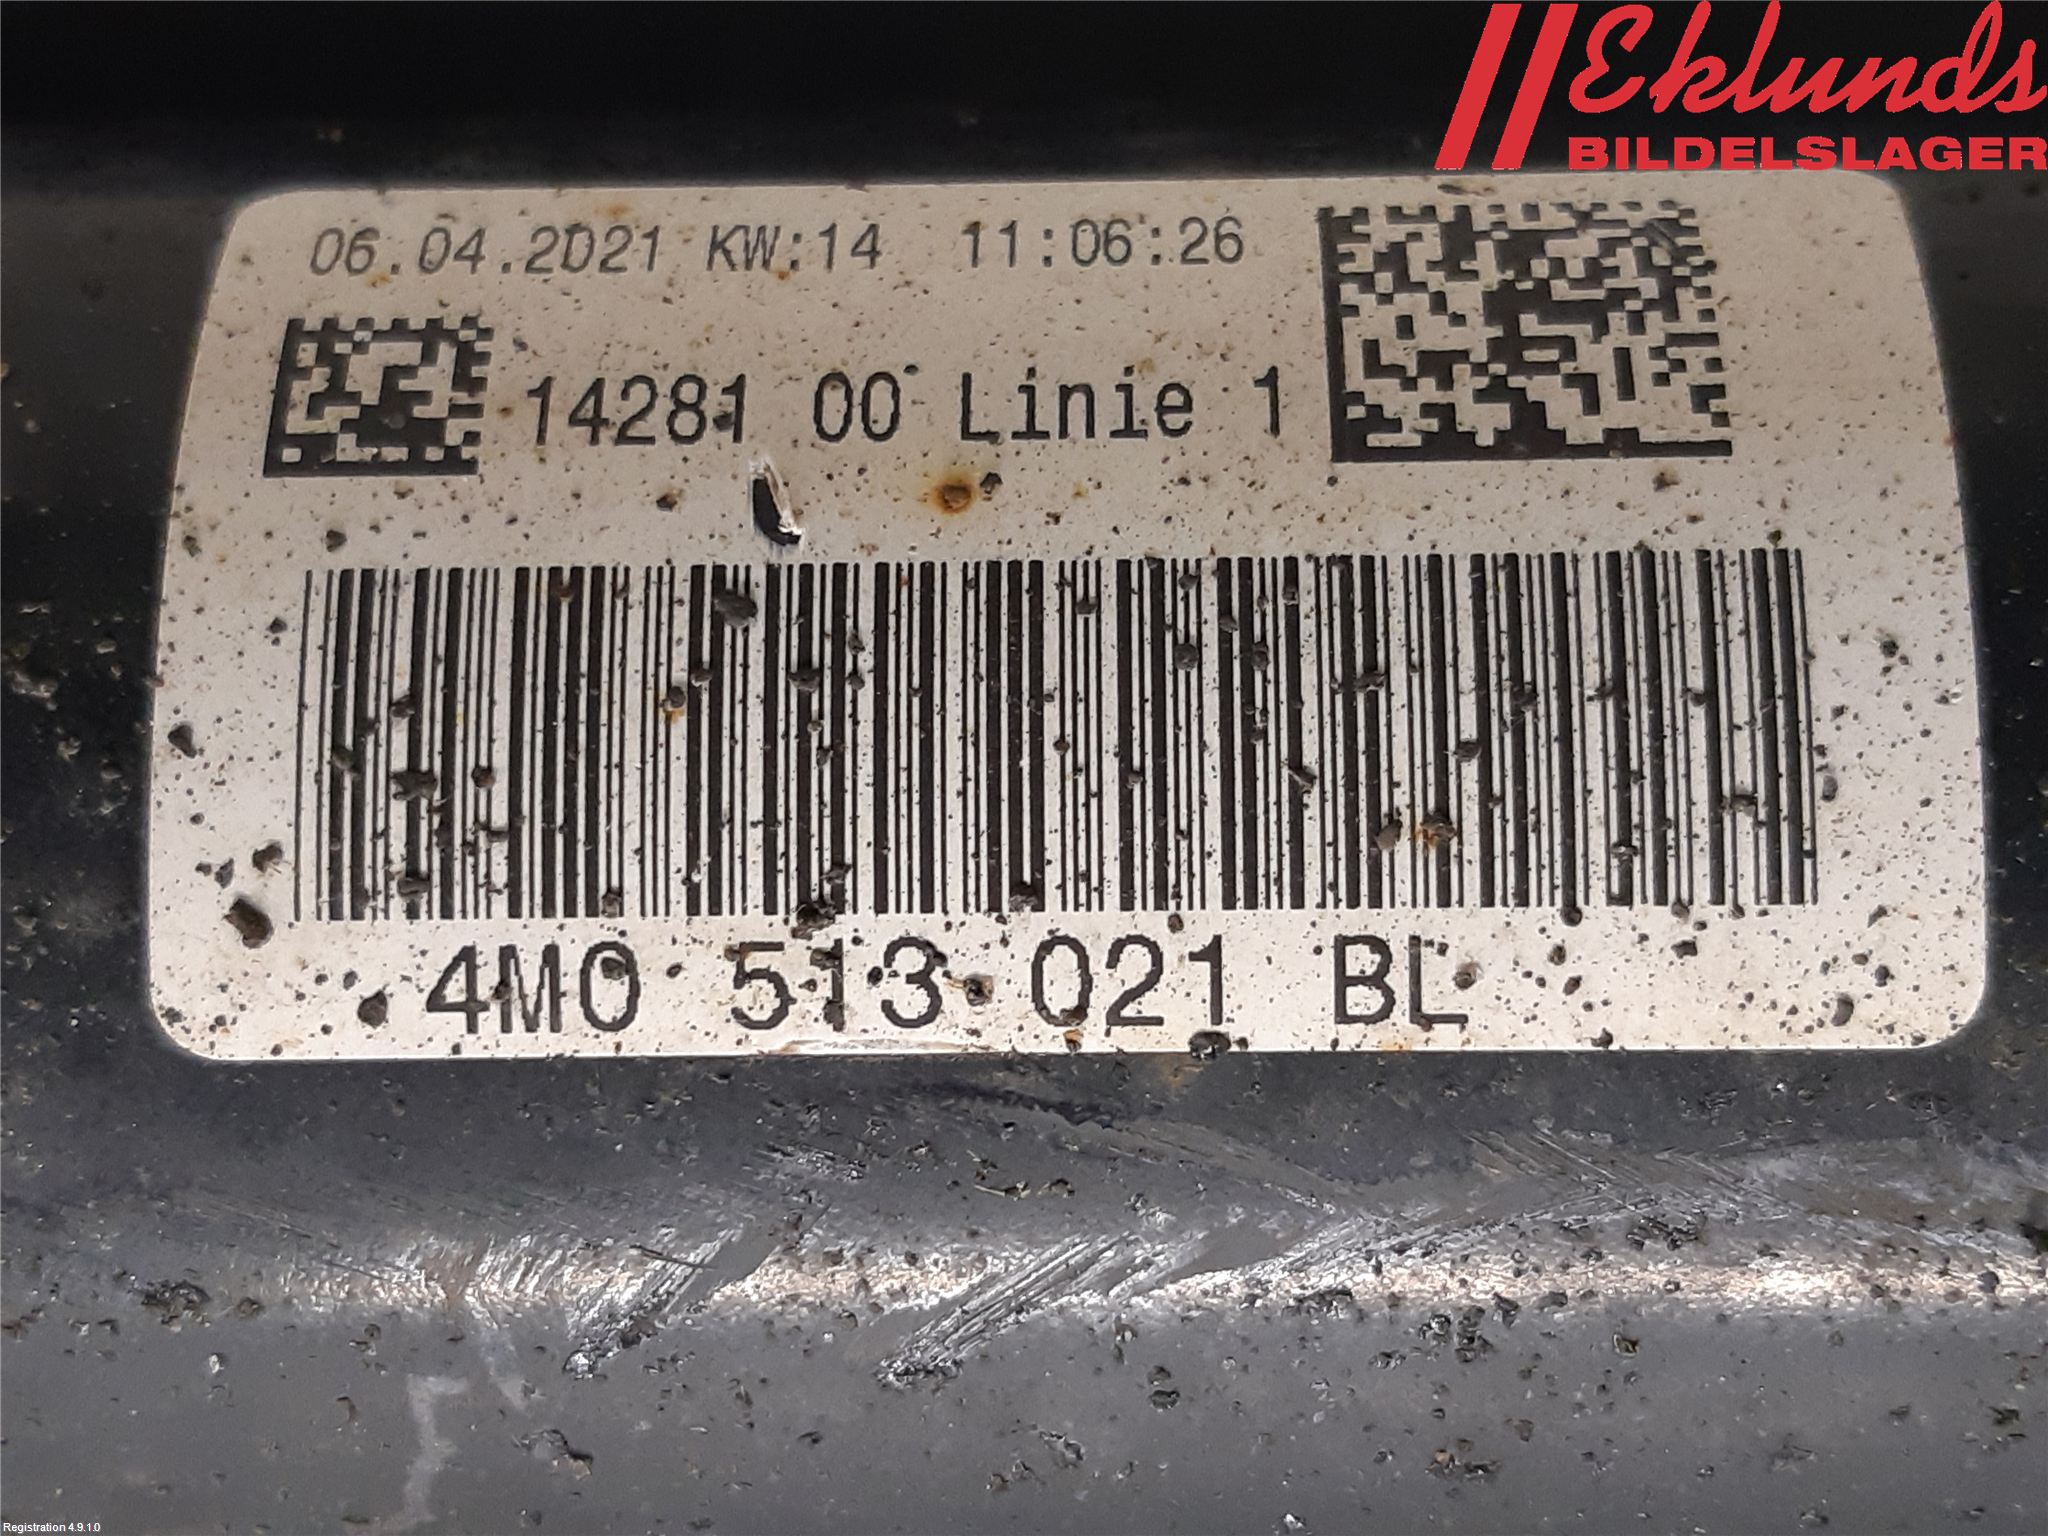 Eklunds
BILDELSLAGER
06.04.2021 KW:14 11:06:26
14281 00 Linie 1
4M0 513 021 BL
Registration 4.9.1.0